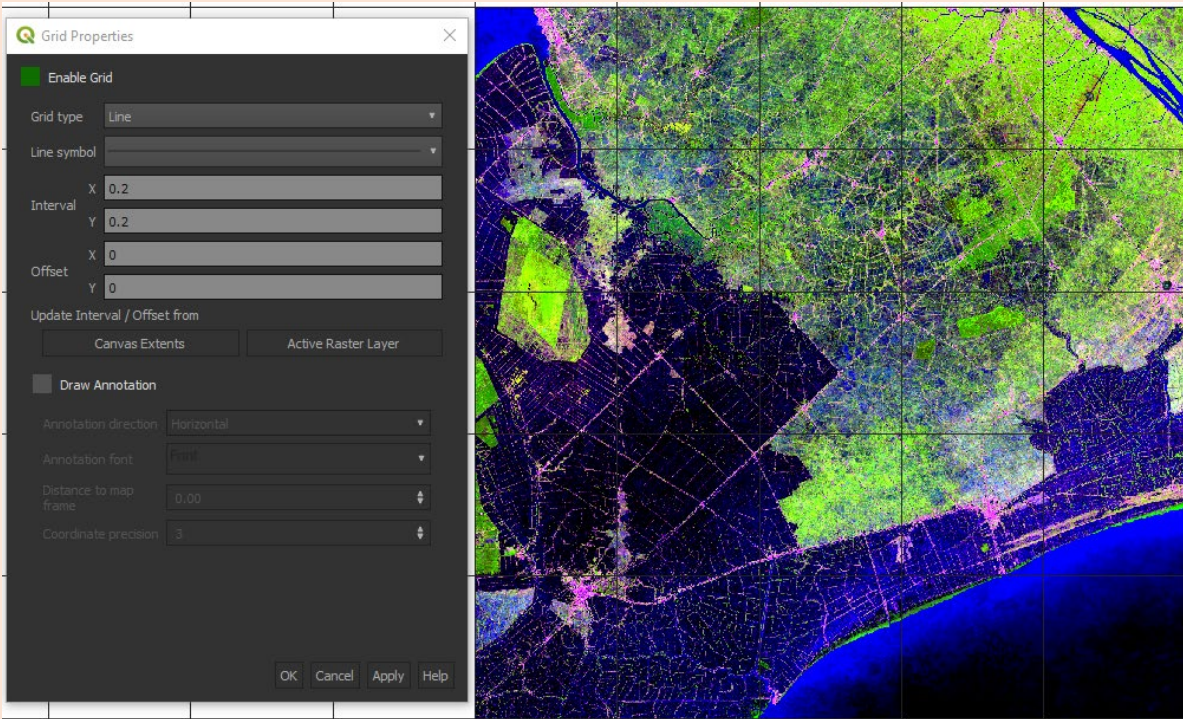 Grid Properties
Enable Grid
Grid type Line
Line symbol
Interval X 0.2
Y 0.2
Offset X 0
Y 0
Update Interval / Offset from
Canvas Extents Active Raster Layer
Draw Annotation
Annotation direction Horizontal
Annotation font Font
Distance to map
frame 0.00
Coordinate precision 3
OK Cancel Apply Help